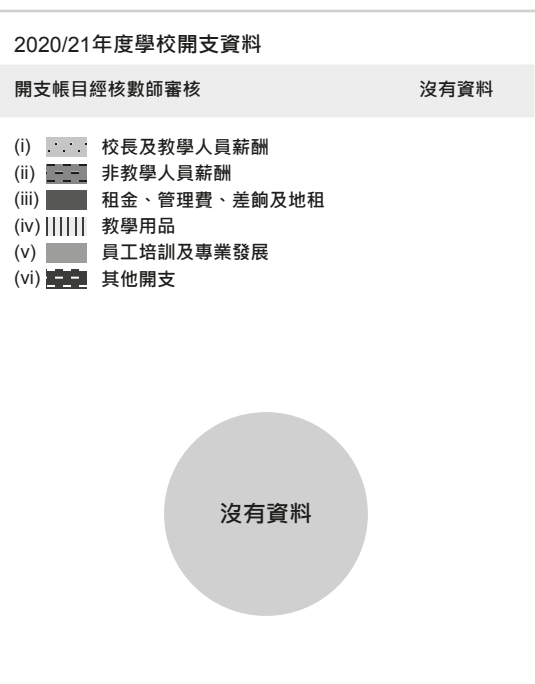 2020/21年度學校開支資料
開支帳目經核數師審核 沒有資料
(i) 校長及教學人員薪酬
(ii) 非教學人員薪酬
(iii) 租金、管理費、差餉及地租
(iv) 教學用品
(v) 員工培訓及專業發展
(vi) 其他開支
沒有資料